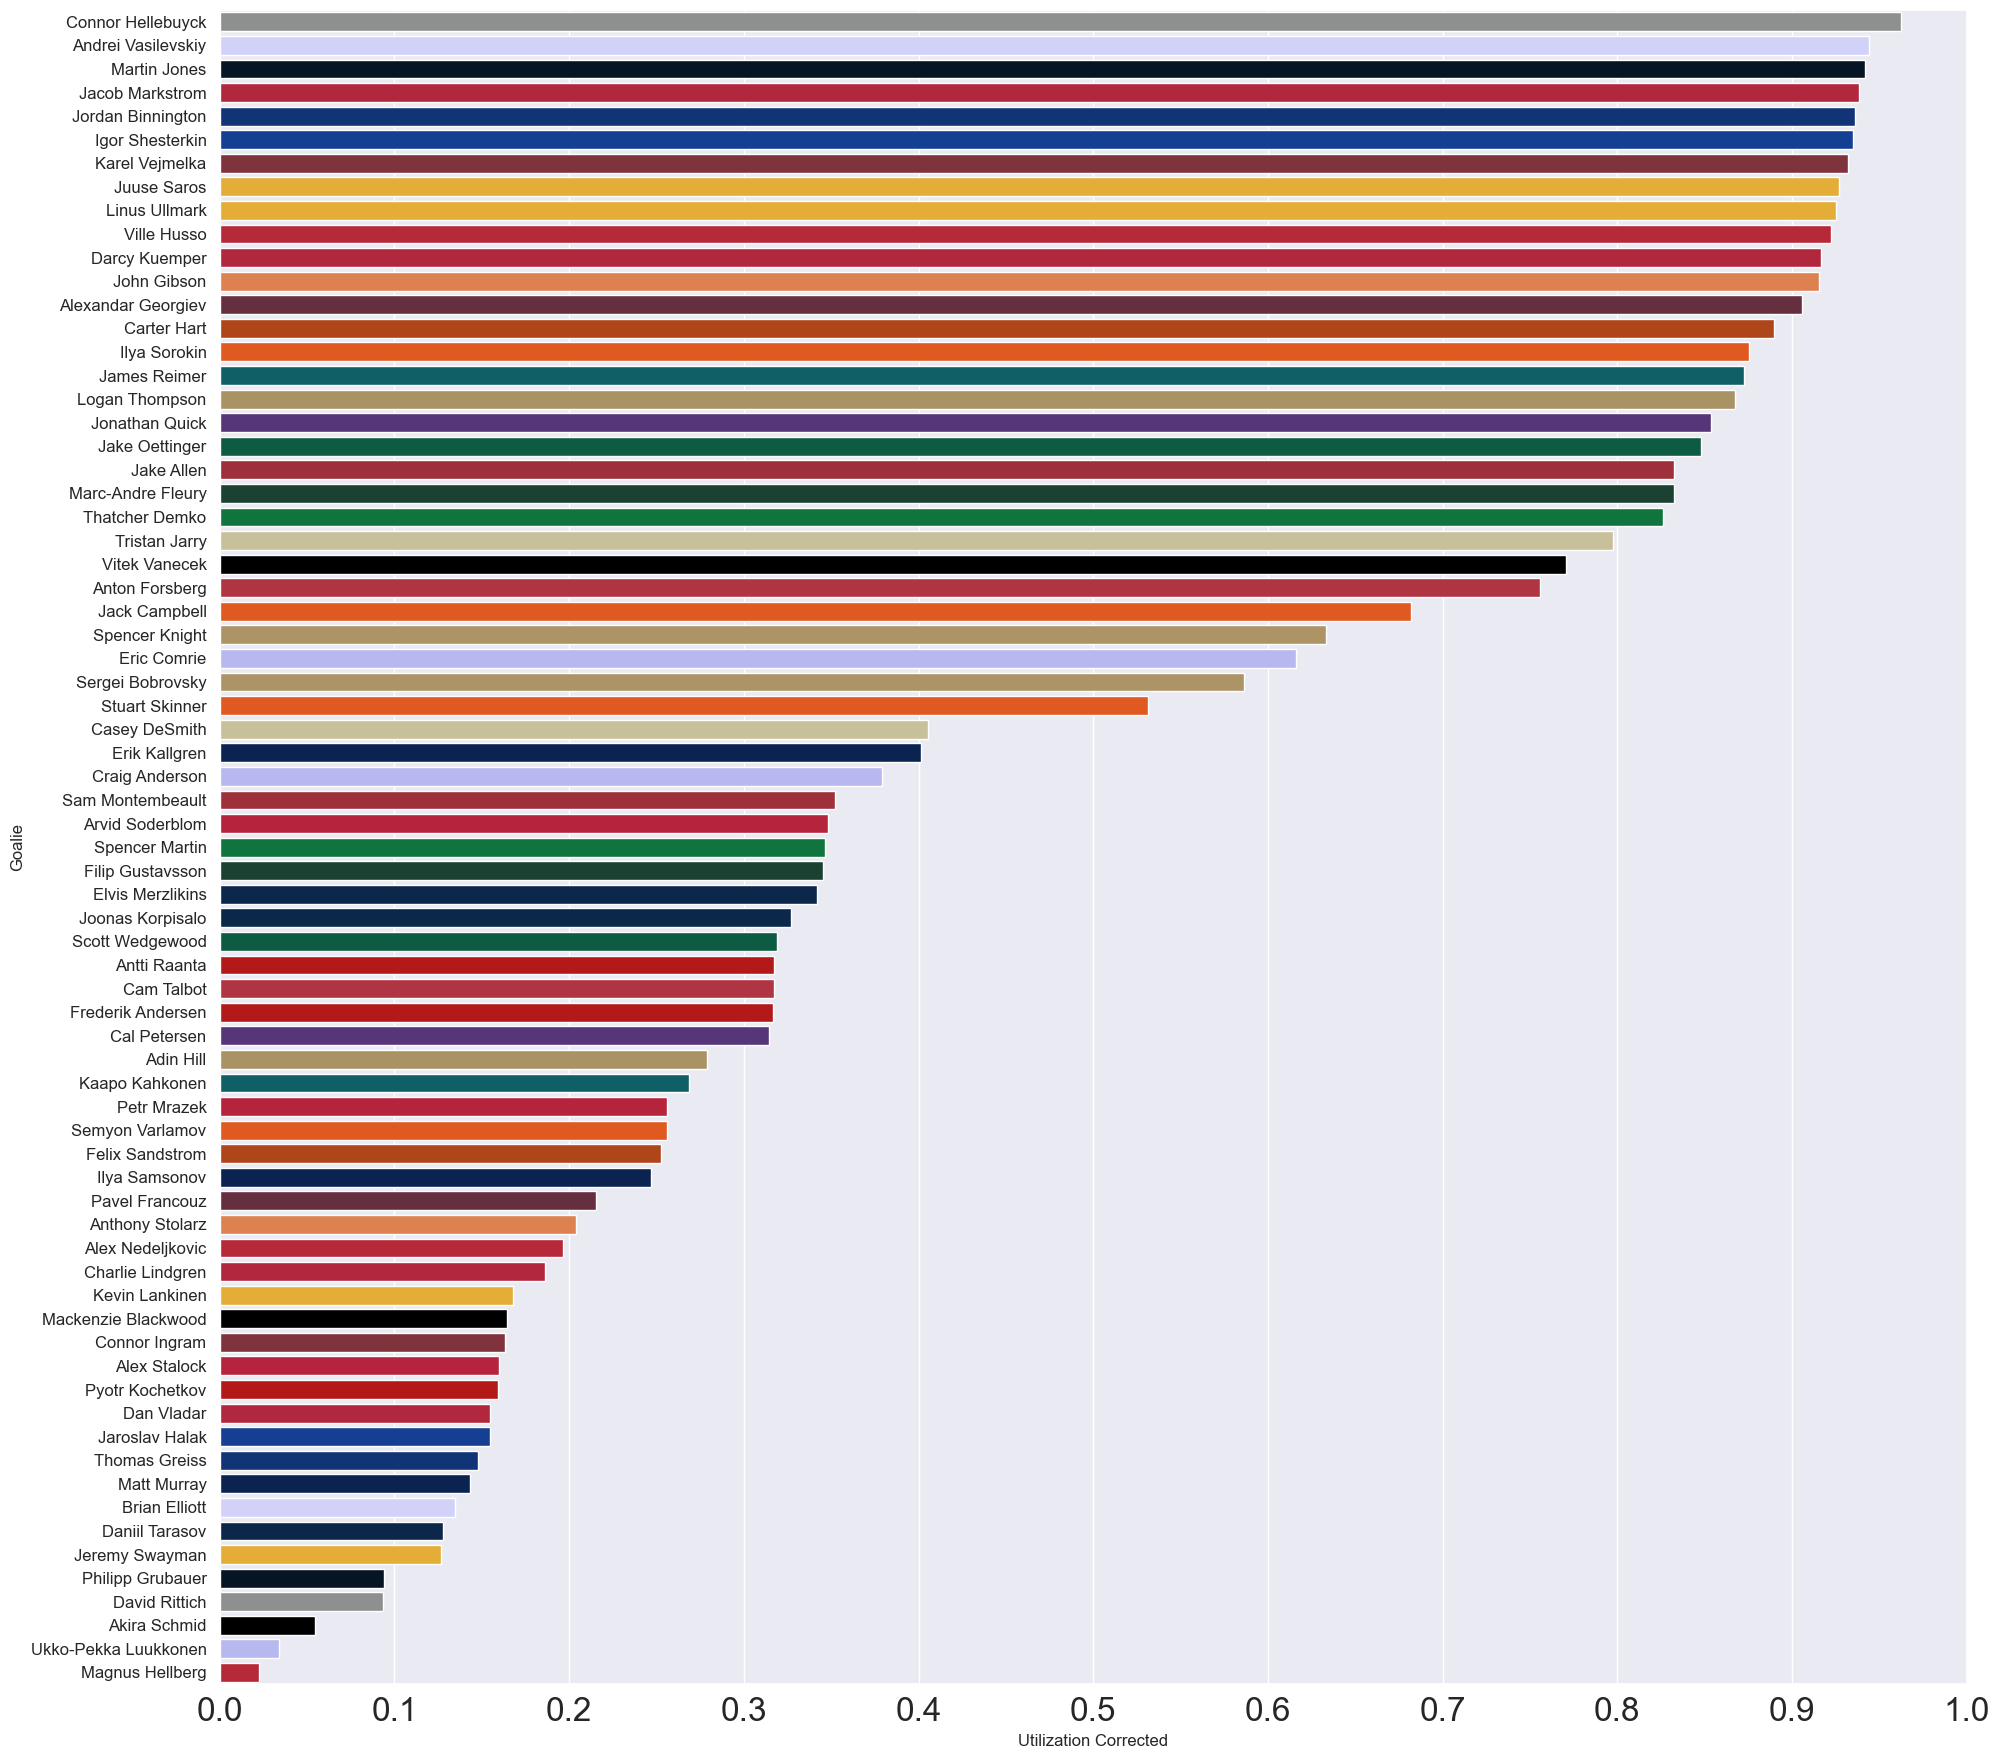 Connor Hellebuyck
Andrei Vasilevskiy
Martin Jones
Jacob Markstrom
Jordan Binnington
Igor Shesterkin
Karel Vejmelka
Juuse Saros
Linus Ullmark
Ville Husso
Darcy Kuemper
John Gibson
Alexandar Georgiev
Carter Hart
Ilya Sorokin
James Reimer
Logan Thompson
Jonathan Quick
Jake Oettinger
Jake Allen
Marc-Andre Fleury
Thatcher Demko
Tristan Jarry
Vitek Vanecek
Anton Forsberg
Jack Campbell
Spencer Knight
Eric Comrie
Sergei Bobrovsky
Stuart Skinner
Casey DeSmith
Erik Kallgren
Craig Anderson
Sam Montembeault
Arvid Soderblom
Spencer Martin
Filip Gustavsson
Elvis Merzlikins
Joonas Korpisalo
Scott Wedgewood
Antti Raanta
Cam Talbot
Frederik Andersen
Cal Petersen
Adin Hill
Kaapo Kahkonen
Petr Mrazek
Semyon Varlamov
Felix Sandstrom
Ilya Samsonov
Pavel Francouz
Anthony Stolarz
Alex Nedeljkovic
Charlie Lindgren
Kevin Lankinen
Mackenzie Blackwood
Connor Ingram
Alex Stalock
Pyotr Kochetkov
Dan Vladar
Jaroslav Halak
Thomas Greiss
Matt Murray
Brian Elliott
Daniil Tarasov
Jeremy Swayman
Philipp Grubauer
David Rittich
Akira Schmid
Ukko-Pekka Luukkonen
Magnus Hellberg
Goalie
0.0 0.1 0.2 0.3 0.4 0.5 0.6 0.7 0.8 0.9 1.0
Utilization Corrected